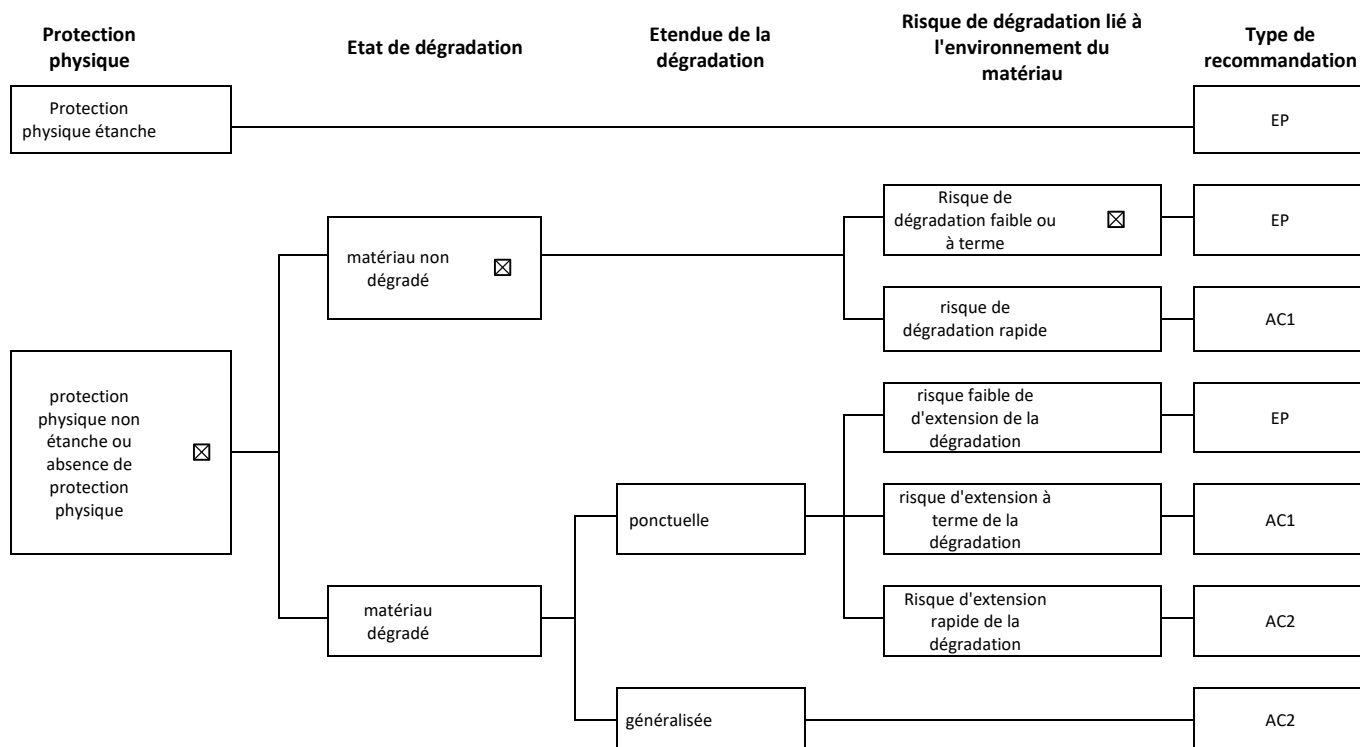 Protection
physique
Etat de dégradation
Etendue de la
dégradation
Risque de dégradation lié à
l'environnement du
matériau
Type de
recommandation
Protection
physique étanche
EP
Risque de
dégradation faible ou
à terme
EP
matériau non
dégradé
risque de
dégradation rapide
AC1
protection
physique non
étanche ou
absence de
protection
physique
risque faible de
d'extension de la
dégradation
EP
ponctuelle
risque d'extension à
terme de la
dégradation
AC1
matériau
dégradé
Risque d'extension
rapide de la
dégradation
AC2
généralisée
AC2